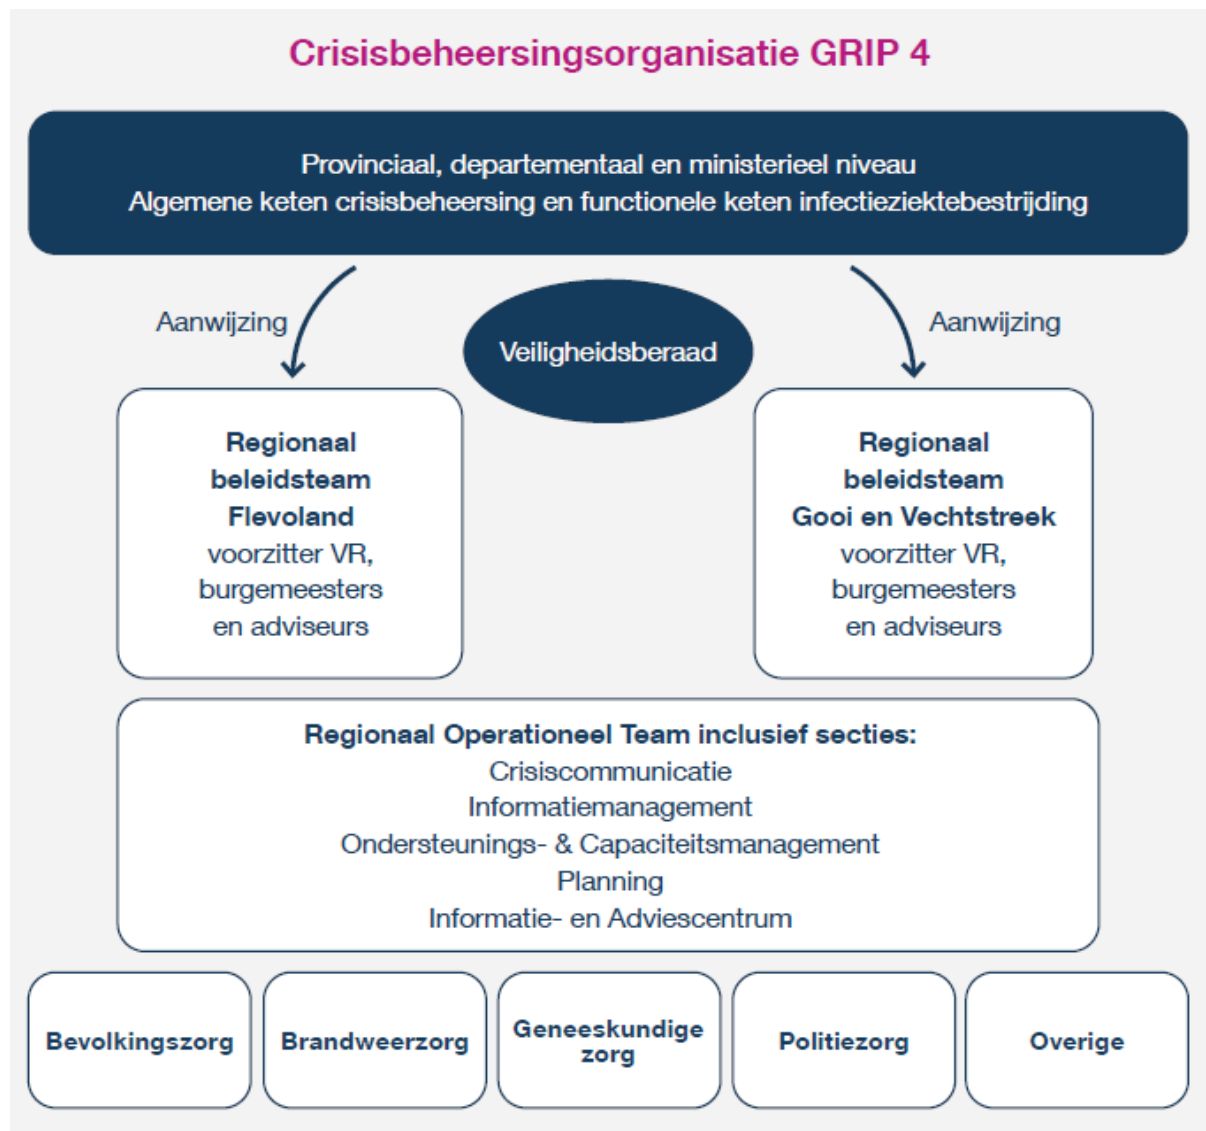 Crisisbeheersingsorganisatie GRIP 4
Provinciaal, departementaal en ministerieel niveau
Algemene keten crisisbeheersing en functionele keten infectieziektebestrijding
Aanwijzing
Veiligheidsberaad
Aanwijzing
Regionaal
beleidsteam
Flevoland
voorzitter VR,
burgemeesters
en adviseurs
Regionaal
beleidsteam
Gooi en Vechtstreek
voorzitter VR,
burgemeesters
en adviseurs
Regionaal Operationeel Team inclusief secties:
Crisiscommunicatie
Informatiemanagement
Ondersteunings- & Capaciteitsmanagement
Planning
Informatie- en Adviescentrum
Bevolkingszorg
Brandweerzorg
Geneeskundige
zorg
Politiezorg
Overige